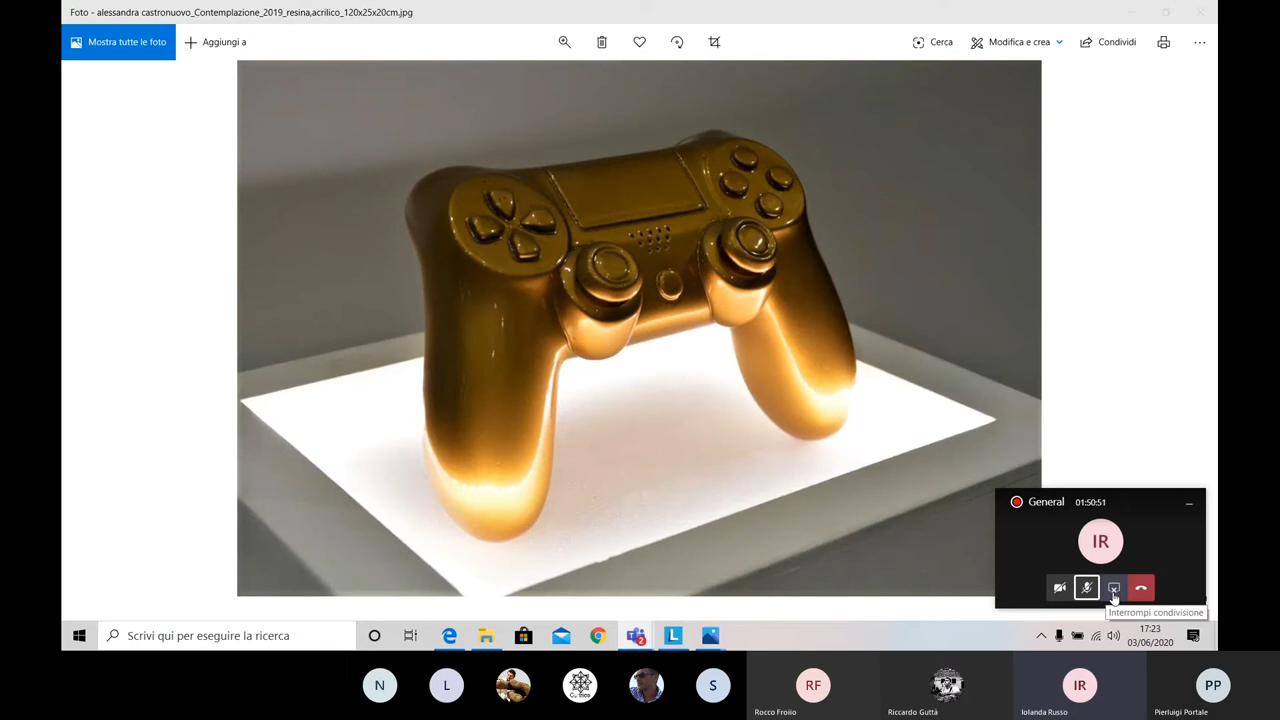 Foto - alessandra castronuovo_Contemplazione_2019_resina,acrilico_120x25x20cm.jpg
Mostra tutte le foto
Aggiungi a
Cerca
Modifica e crea
Condividi
General
01:50:51
IR
Interrompi condivisione
Scrivi qui per eseguire la ricerca
L
2
17:23
03/06/2020
N
L
S
RF
IR
PP
Rocco Froiio
Riccardo Guttà
Iolanda Russo
Pierluigi Portale